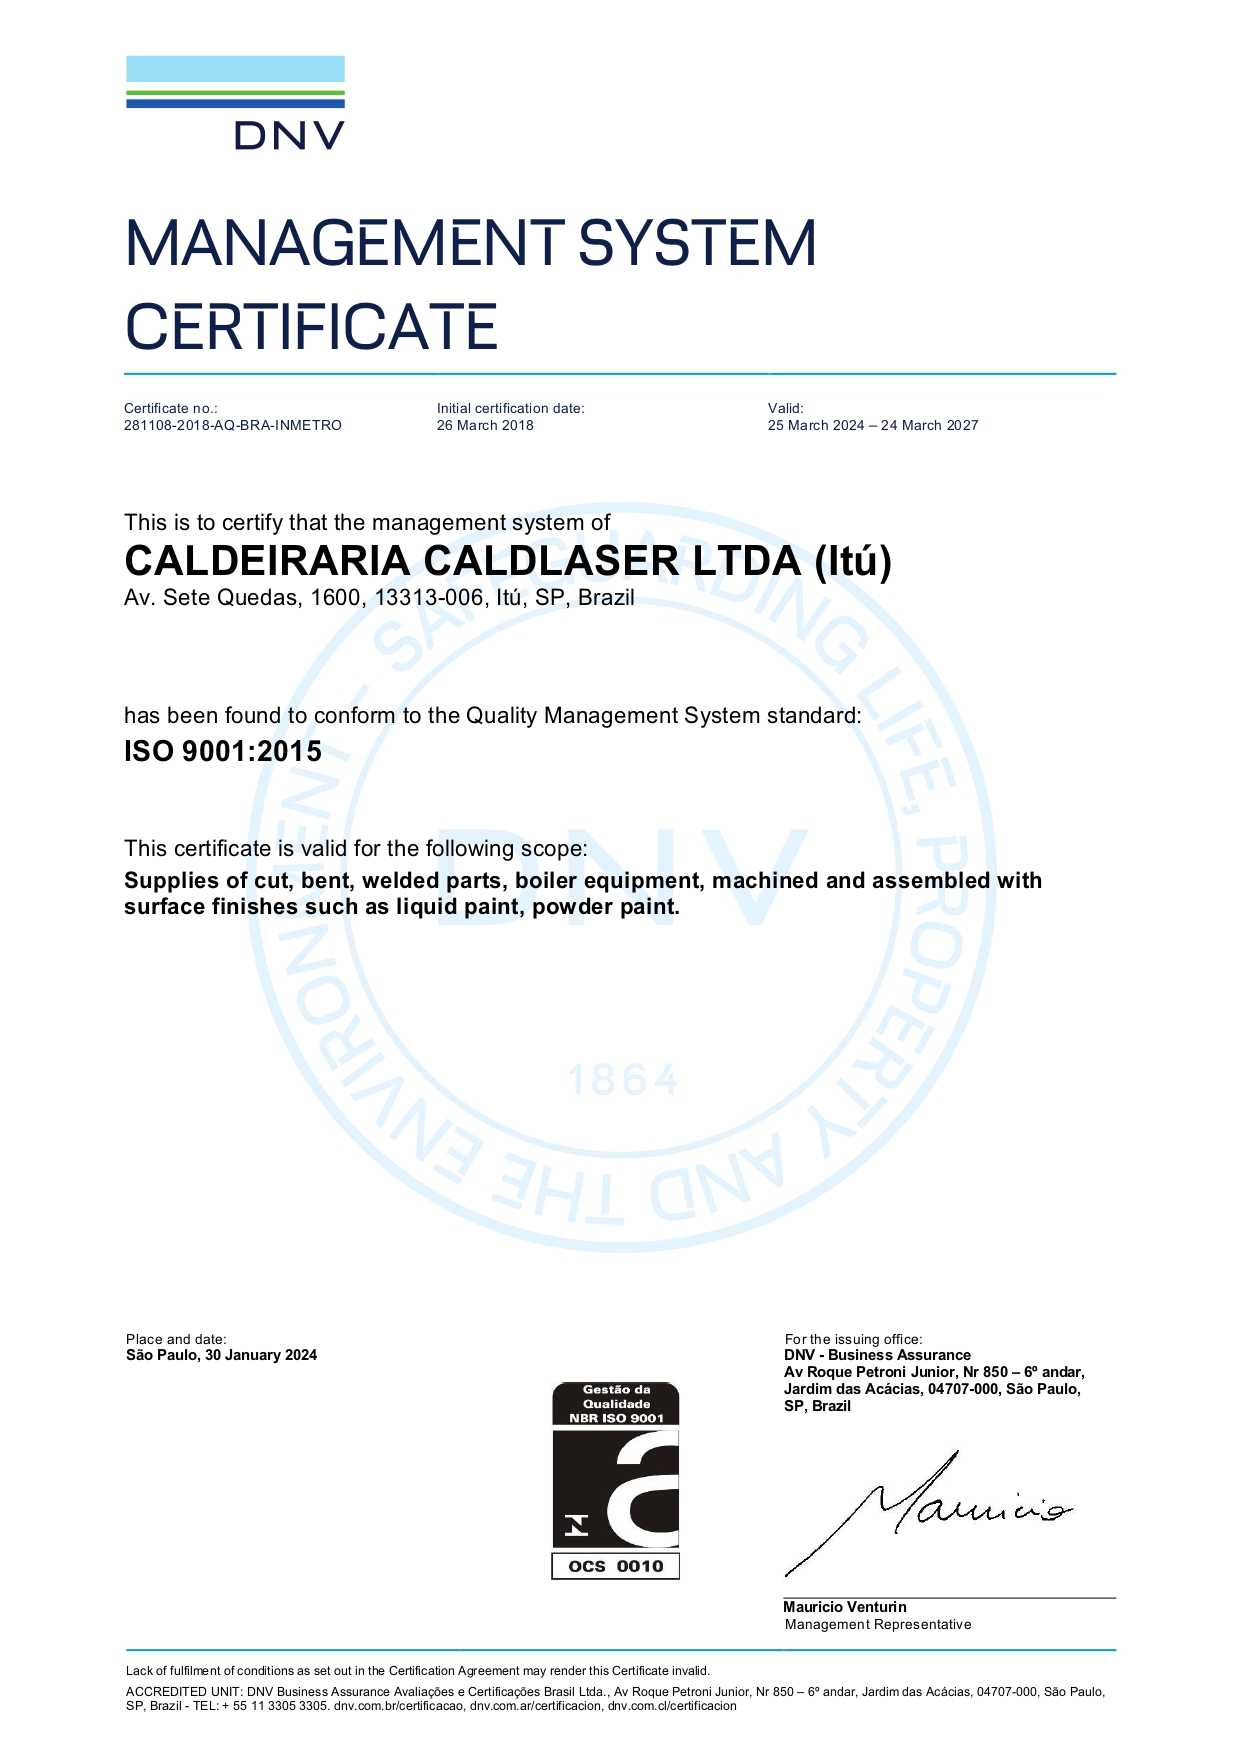 DNV
MANAGEMENT SYSTEM
CERTIFICATE
Certificate no.:
281108-2018-AQ-BRA-INMETRO
Initial certification date:
26 March 2018
Valid:
25 March 2024 – 24 March 2027
This is to certify that the management system of
CALDEIRARIA CALDLASER LTDA (Itú)
Av. Sete Quedas, 1600, 13313-006, Itú, SP, Brazil
has been found to conform to the Quality Management System standard:
ISO 9001:2015
This certificate is valid for the following scope:
Supplies of cut, bent, welded parts, boiler equipment, machined and assembled with
surface finishes such as liquid paint, powder paint.
SAFEGUARDING LIFE, PROPERTY AND THE ENVIRONMENT –
DNV
1864
Place and date:
São Paulo, 30 January 2024
Gestão da
Qualidade
NBR ISO 9001
OCS 0010
For the issuing office:
DNV - Business Assurance
Av Roque Petroni Junior, Nr 850 – 6º andar,
Jardim das Acácias, 04707-000, São Paulo,
SP, Brazil
Mauricio
Mauricio Venturin
Management Representative
Lack of fulfilment of conditions as set out in the Certification Agreement may render this Certificate invalid.
ACCREDITED UNIT: DNV Business Assurance Avaliações e Certificações Brasil Ltda., Av Roque Petroni Junior, Nr 850 – 6º andar, Jardim das Acácias, 04707-000, São Paulo,
SP, Brazil - TEL: + 55 11 3305 3305. dnv.com.br/certificacao, dnv.com.ar/certificacion, dnv.com.cl/certificacion